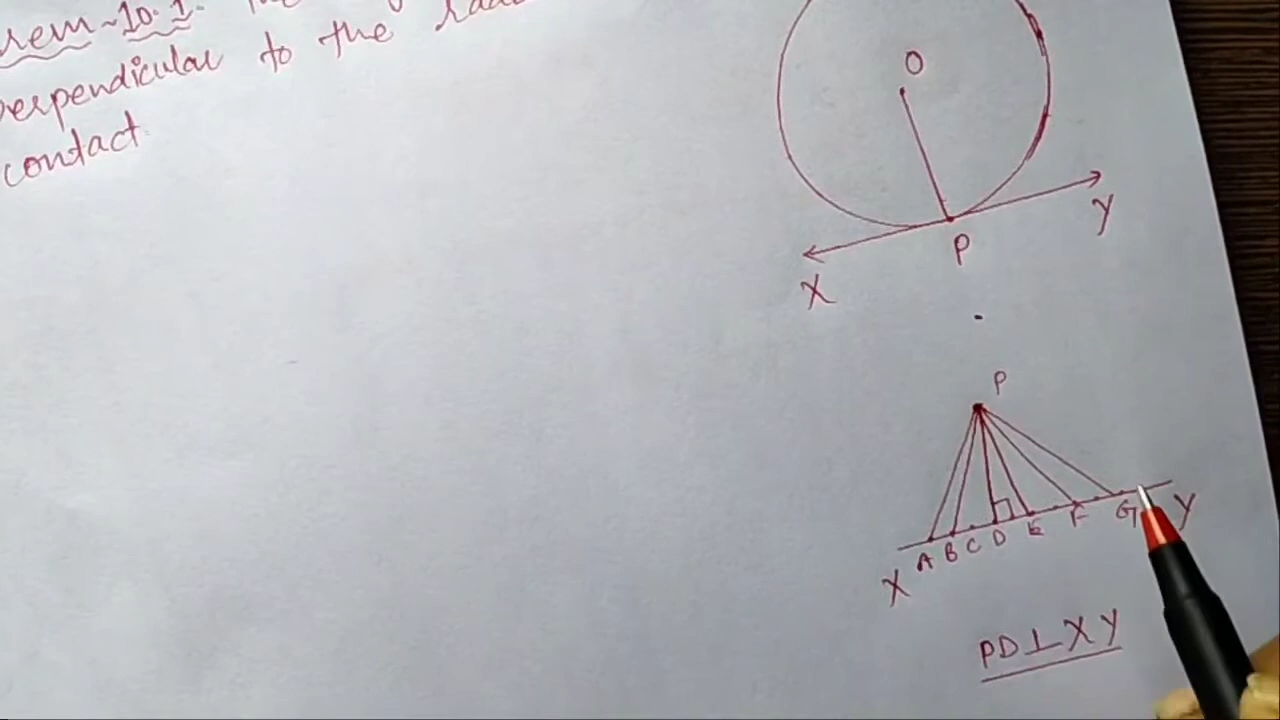 rem~10.1.
perpendicular to the
contact.
O
P
Y
X
P
A B C D E F G Y
X
PD⊥XY